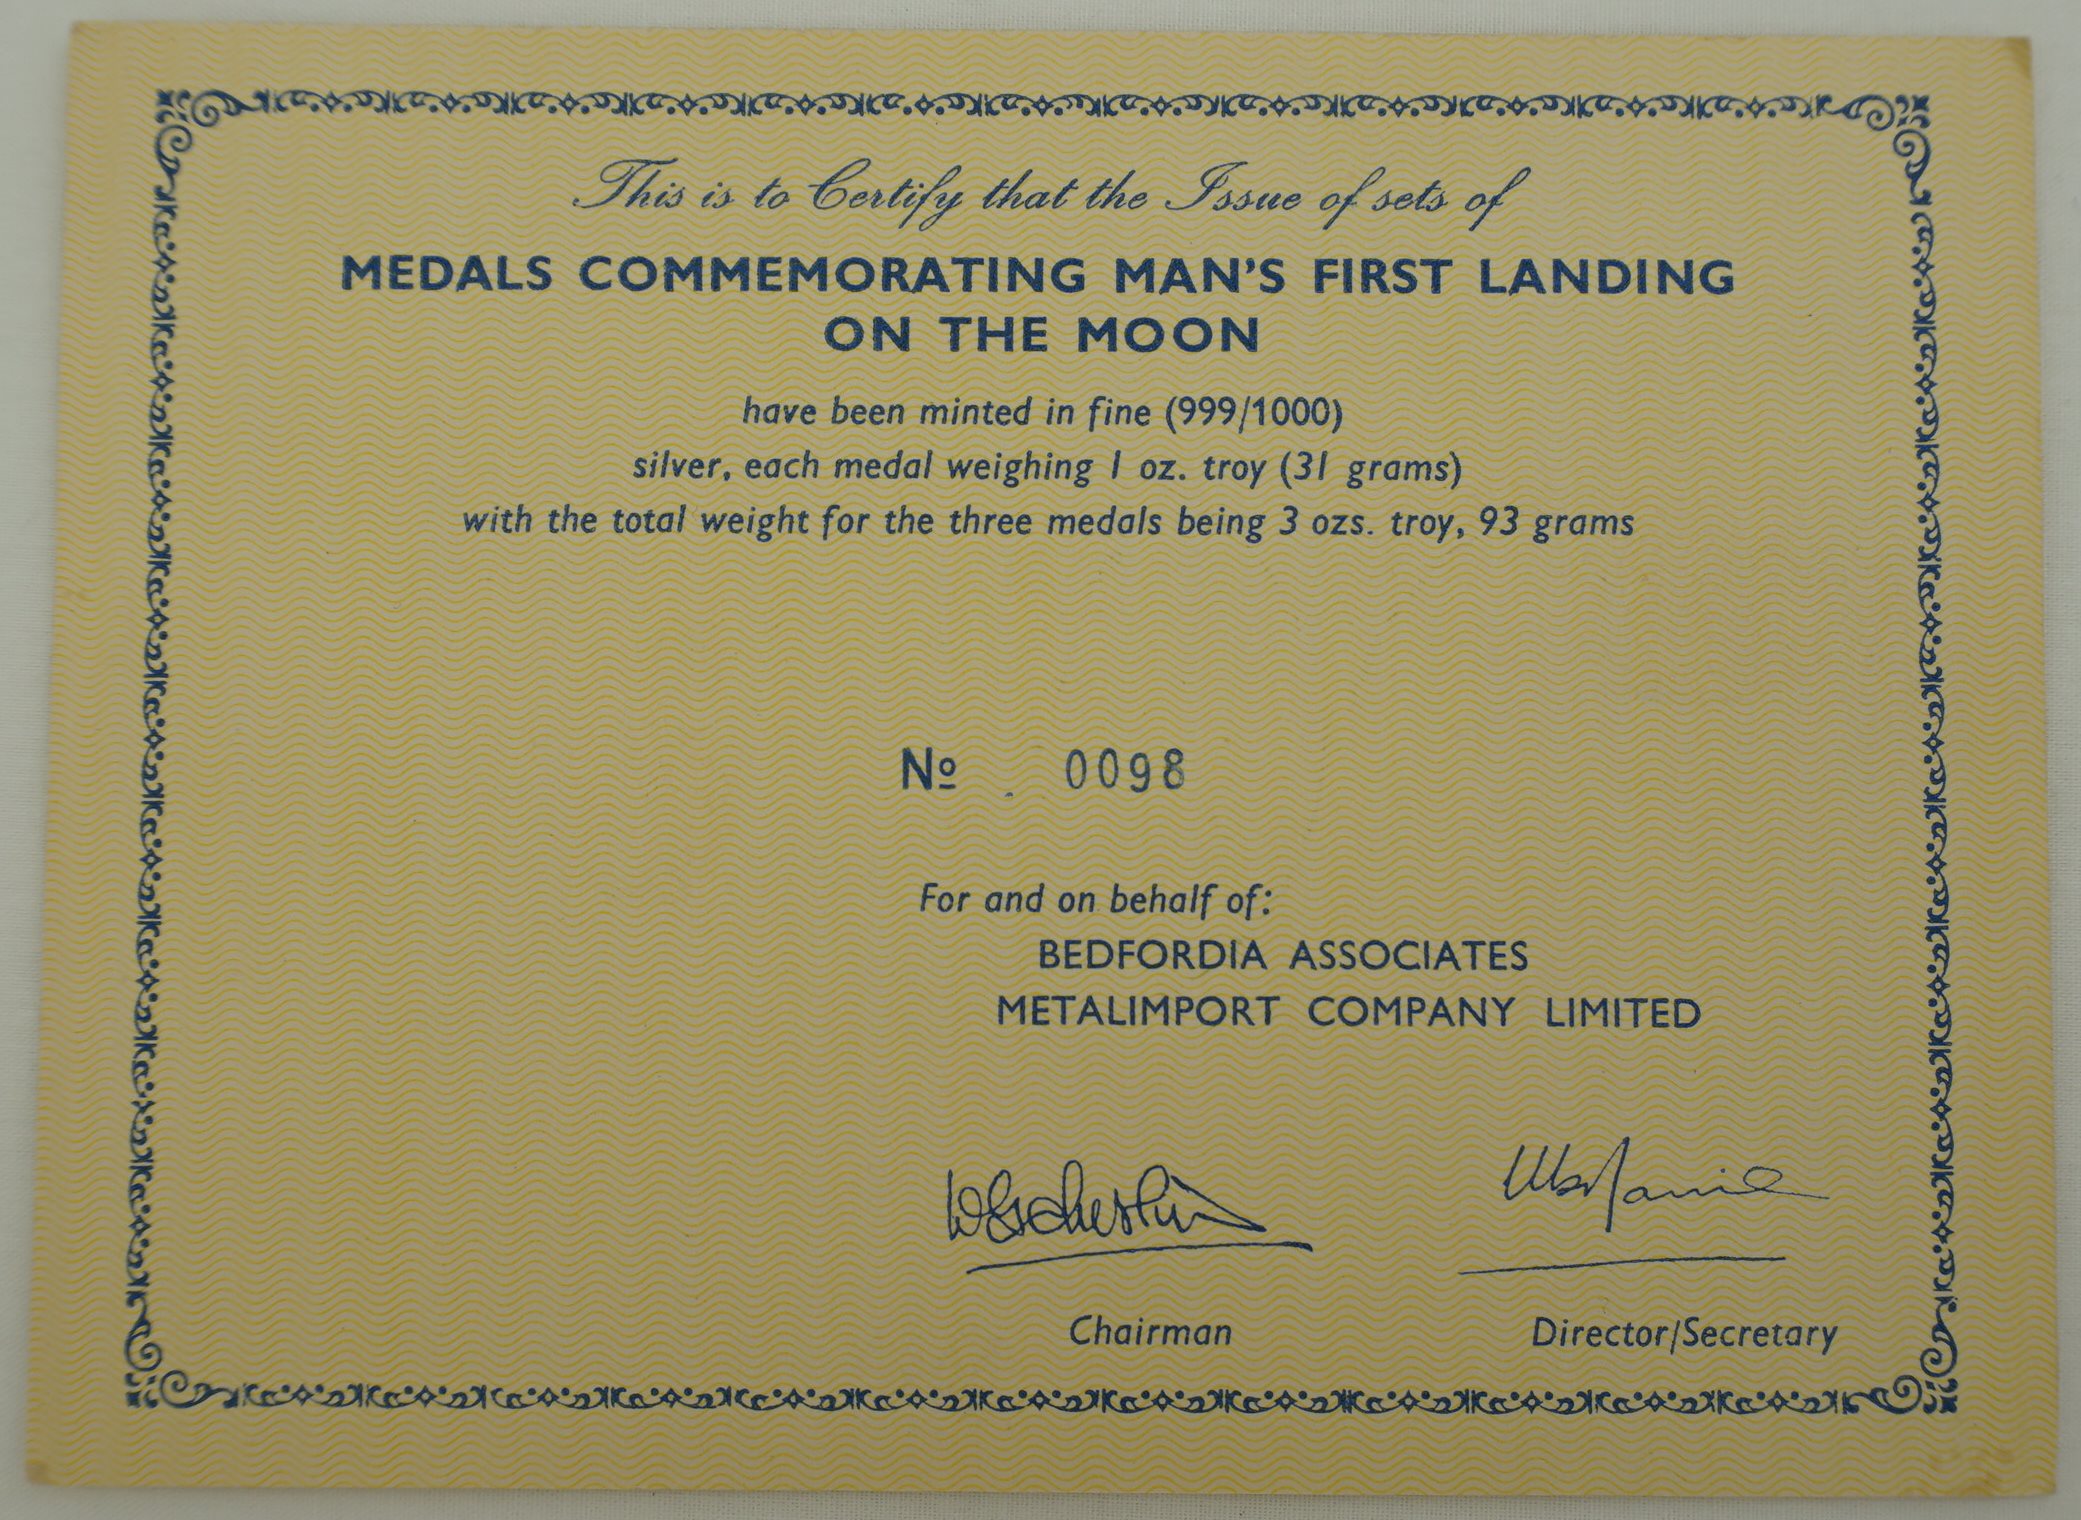 This is to Certify that the Issue of sets of
MEDALS COMMEMORATING MAN'S FIRST LANDING
ON THE MOON
have been minted in fine (999/1000)
silver, each medal weighing 1 oz. troy (31 grams)
with the total weight for the three medals being 3 ozs. troy, 93 grams
Nº 0098
For and on behalf of:
BEDFORDIA ASSOCIATES
METALIMPORT COMPANY LIMITED
Chairman Director/Secretary